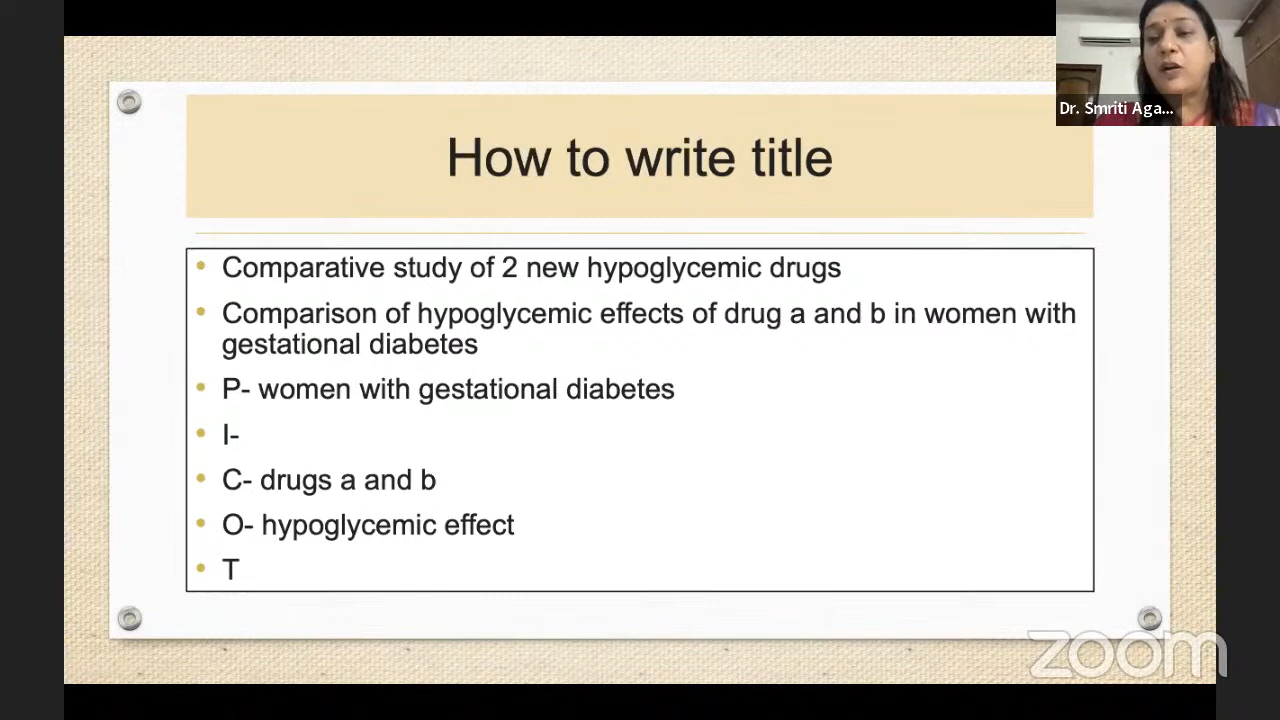 Dr. Smriti Aga...
How to write title
Comparative study of 2 new hypoglycemic drugs
Comparison of hypoglycemic effects of drug a and b in women with
gestational diabetes
P- women with gestational diabetes
I-
C- drugs a and b
O- hypoglycemic effect
T
zoom